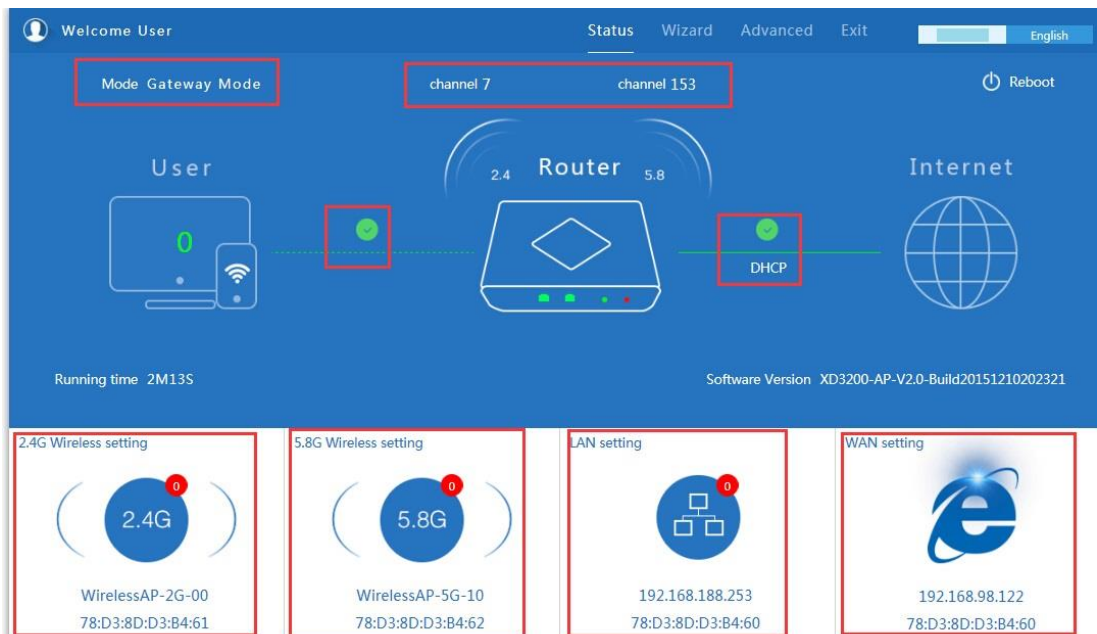 Welcome User
Status Wizard Advanced Exit
English
Mode Gateway Mode
channel 7 channel 153
Reboot
User
2.4 Router 5.8
Internet
0
DHCP
Running time 2M13S
Software Version XD3200-AP-V2.0-Build20151210202321
2.4G Wireless setting
5.8G Wireless setting
LAN setting
WAN setting
0
0
0
2.4G
5.8G
WirelessAP-2G-00
WirelessAP-5G-10
192.168.188.253
192.168.98.122
78:D3:8D:D3:B4:61
78:D3:8D:D3:B4:62
78:D3:8D:D3:B4:60
78:D3:8D:D3:B4:60